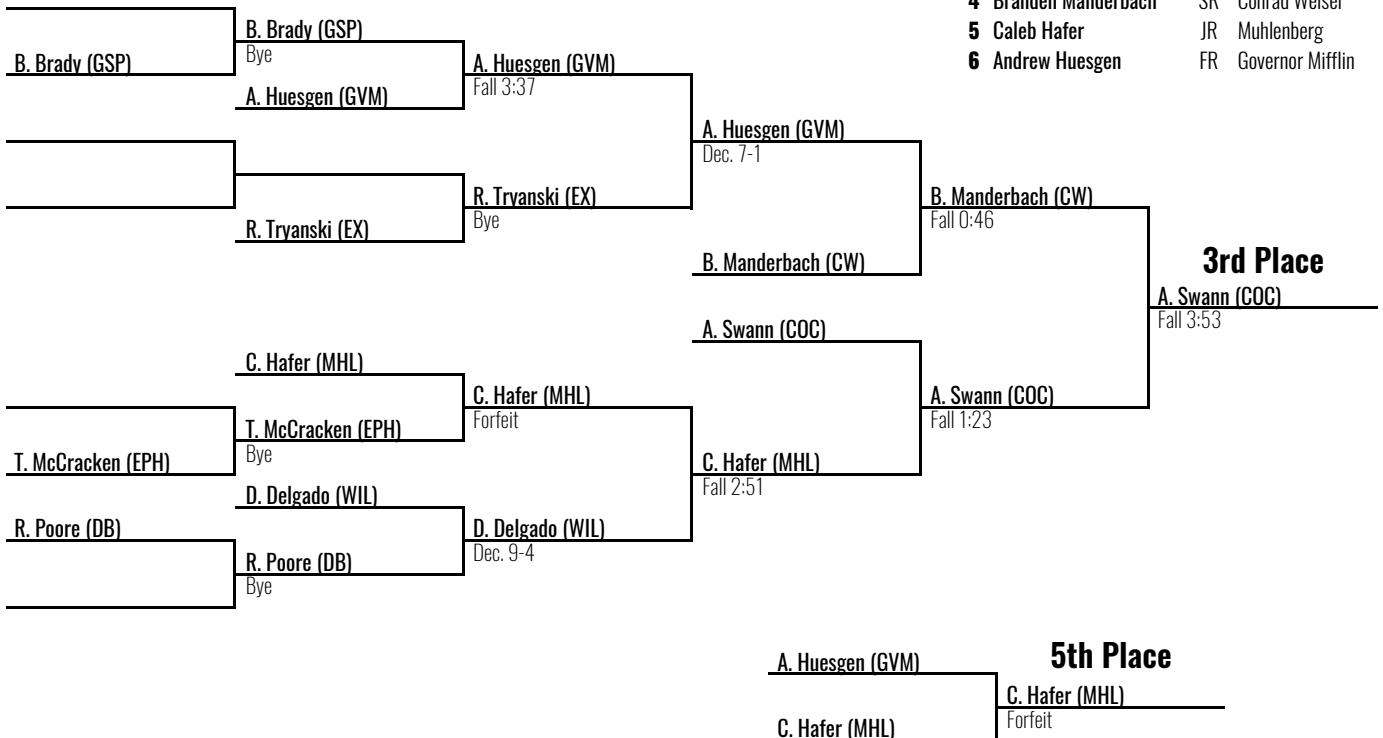 4 Branden Manderbach SR Conrad Weiser
B. Brady (GSP)
5 Caleb Hafer JR Muhlenberg
Bye
B. Brady (GSP)
A. Huesgen (GVM)
6 Andrew Huesgen FR Governor Mifflin
Fall 3:37
A. Huesgen (GVM)
A. Huesgen (GVM)
Dec. 7-1
R. Tryanski (EX)
B. Manderbach (CW)
Bye
Fall 0:46
R. Tryanski (EX)
B. Manderbach (CW)
3rd Place
A. Swann (COC)
Fall 3:53
A. Swann (COC)
C. Hafer (MHL)
C. Hafer (MHL)
A. Swann (COC)
Forfeit
Fall 1:23
T. McCracken (EPH)
Bye
T. McCracken (EPH)
C. Hafer (MHL)
Fall 2:51
D. Delgado (WIL)
R. Poore (DB)
D. Delgado (WIL)
Dec. 9-4
R. Poore (DB)
Bye
5th Place
A. Huesgen (GVM)
C. Hafer (MHL)
Forfeit
C. Hafer (MHL)